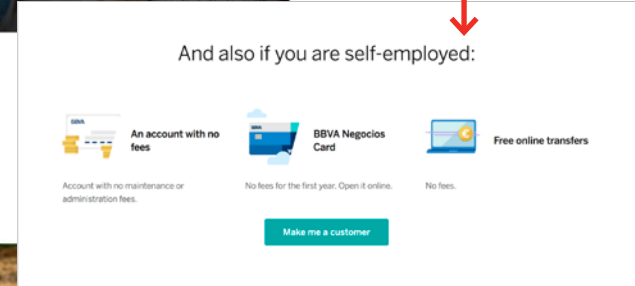 And also if you are self-employed:
BBVA
An account with no
fees
Account with no maintenance or
administration fees.
BBVA
BBVA Negocios
Card
No fees for the first year. Open it online.
Free online transfers
No fees.
Make me a customer